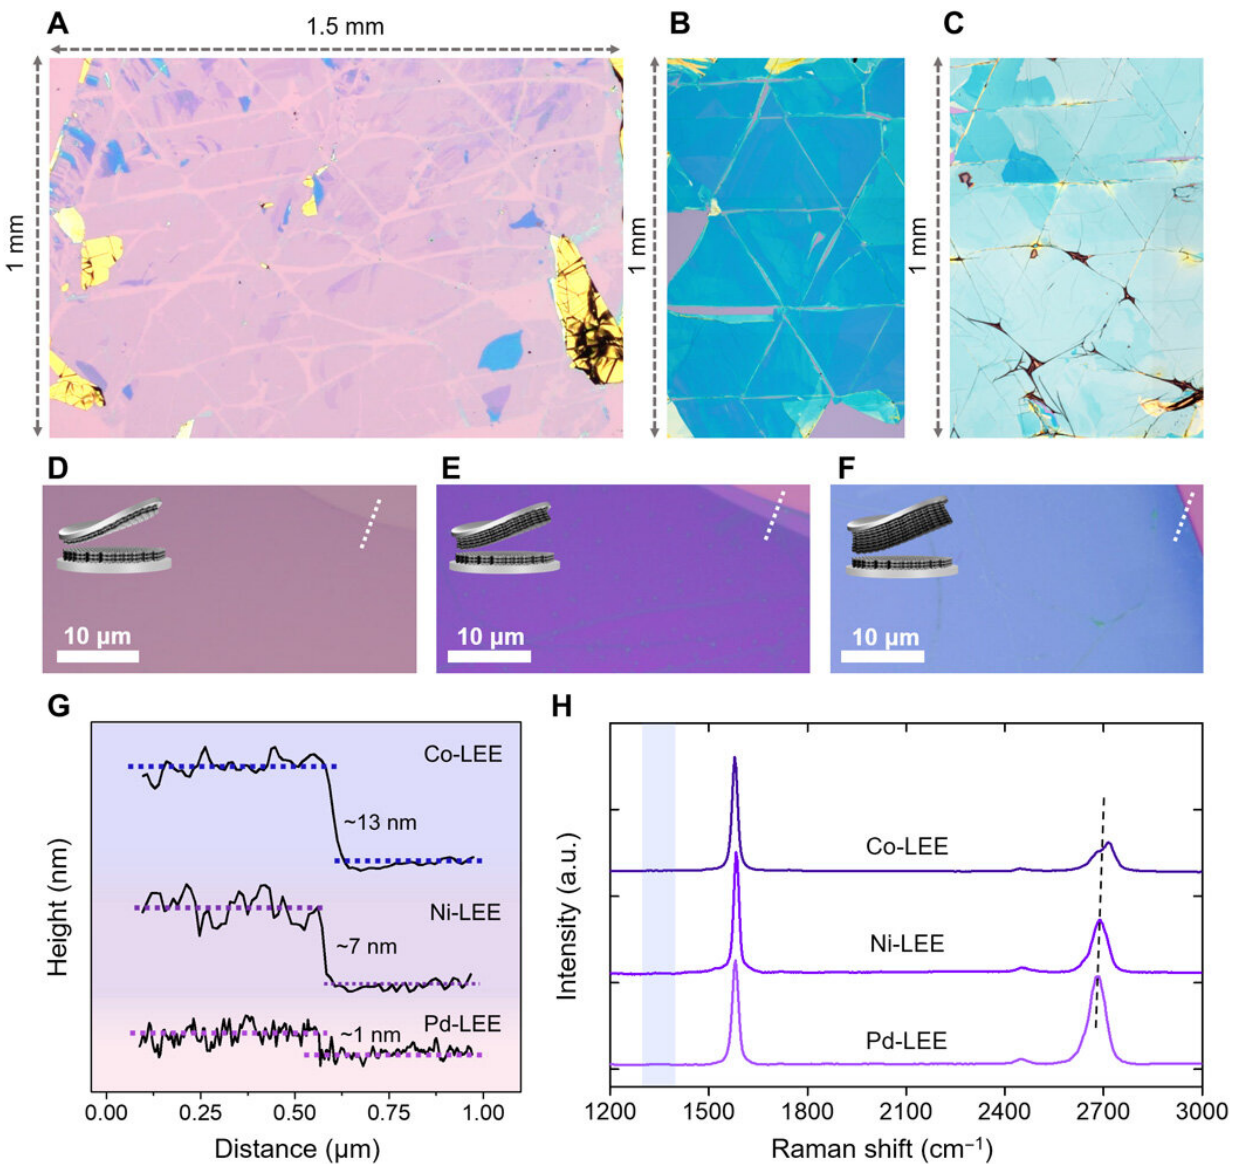 A
1.5 mm
B
C
1 mm
1 mm
1 mm
D
E
F
10 μm
10 μm
10 μm
G
Co-LEE
~13 nm
Ni-LEE
~7 nm
Pd-LEE
~1 nm
Height (nm)
0.00 0.25 0.50 0.75 1.00
Distance (μm)
H
Co-LEE
Ni-LEE
Pd-LEE
Intensity (a.u.)
1200 1500 1800 2100 2400 2700 3000
Raman shift (cm⁻¹)